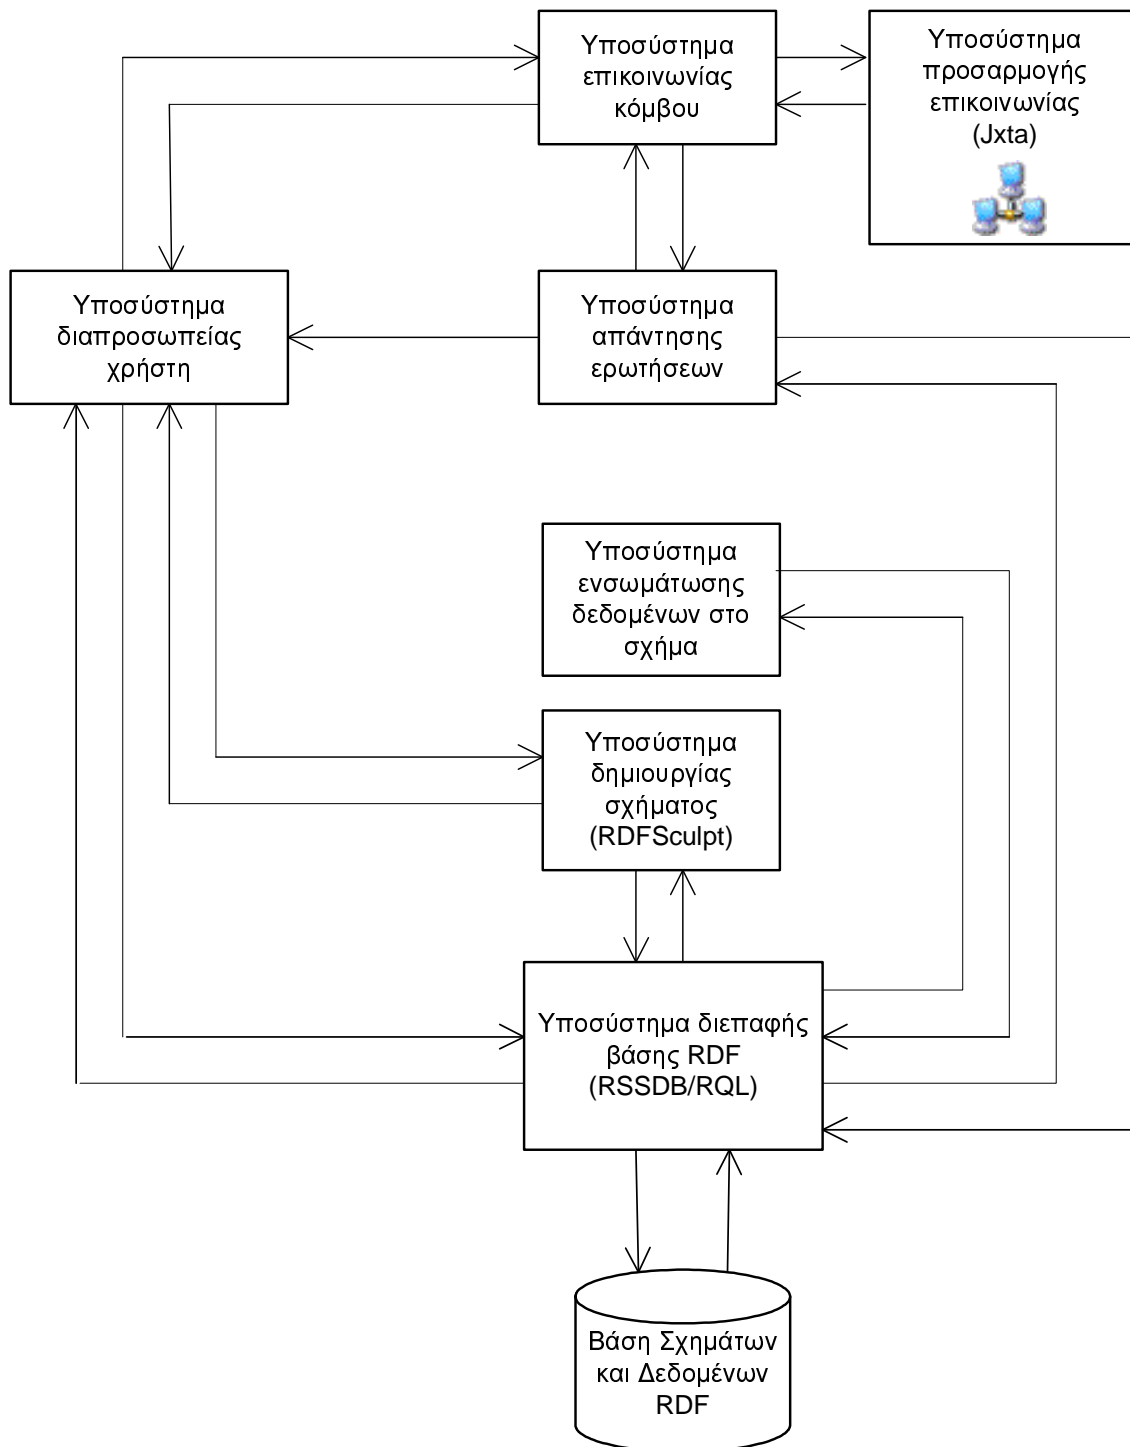 Υποσύστημα
επικοινωνίας
κόμβου
Υποσύστημα
προσαρμογής
επικοινωνίας
(Jxta)
Υποσύστημα
διαπροσωπείας
χρήστη
Υποσύστημα
απάντησης
ερωτήσεων
Υποσύστημα
ενσωμάτωσης
δεδομένων στο
σχήμα
Υποσύστημα
δημιουργίας
σχήματος
(RDFSculpt)
Υποσύστημα διεπαφής
βάσης RDF
(RSSDB/RQL)
Βάση Σχημάτων
και Δεδομένων
RDF